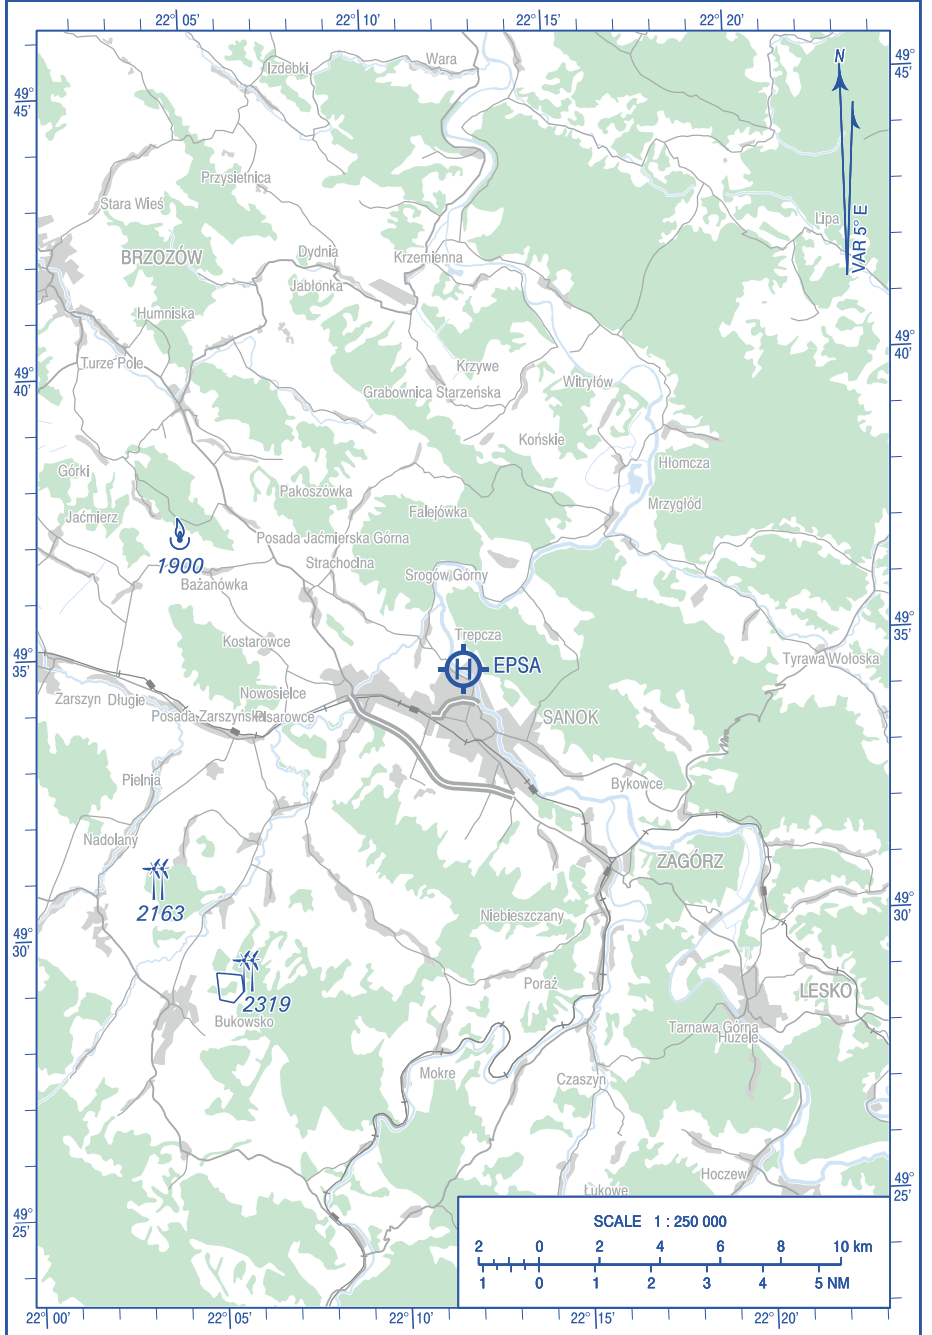 22° 05' 22° 10' 22° 15' 22° 20'
49° 45'
49° 45'
N
VAR 5° E
Izdebki
Wara
Przysietnica
Stara Wieś
Lipa
BRZOZÓW
Dydnia
Krzemienna
Jabłonka
Humniska
49° 40'
Turze Pole
Krzywe
49° 40'
Grabownica Starzeńska
Witryłów
Końskie
Górki
Hłomcza
Pakoszówka
Mrzygłód
Jaćmierz
Falejówka
Posada Jaćmierska Górna
1900
Strachocina
Srogów Górny
Bażanówka
49° 35'
Kostarowce
Trepcza
49° 35'
EPSA
H
Tyrawa Wołoska
Zarszyn
Długie
Nowosielce
Posada Zarszyńska
Pisarowce
SANOK
Pielnia
Bykowce
Nadolany
ZAGÓRZ
49° 30'
2163
Niebieszczany
49° 30'
Poraż
LESKO
2319
Bukowsko
Tarnawa Górna
Huzele
Mokre
Czaszyn
Hoczew
49° 25'
Łukowe
49° 25'
SCALE 1 : 250 000
2 0 2 4 6 8 10 km
1 0 1 2 3 4 5 NM
22° 00' 22° 05' 22° 10' 22° 15' 22° 20'